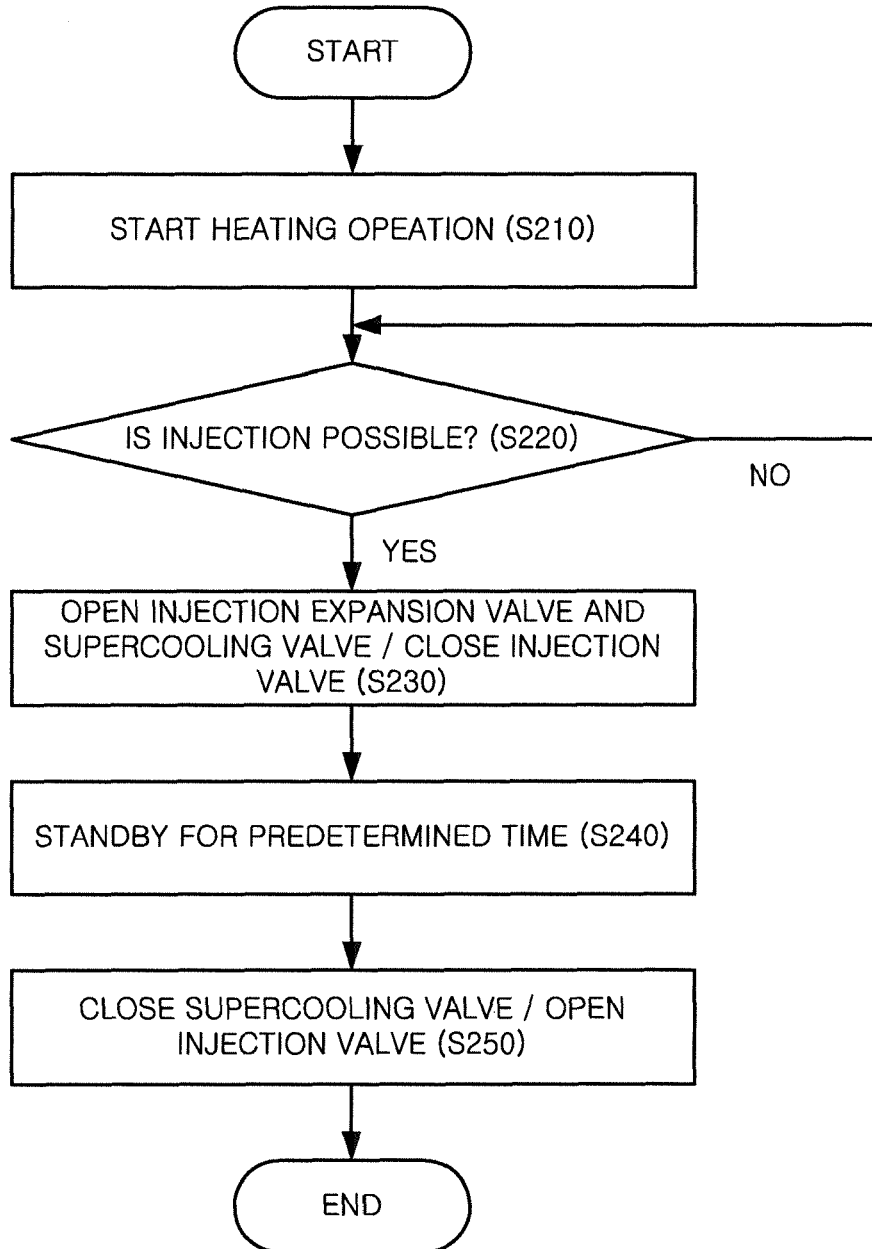 START
START HEATING OPEATION (S210)
IS INJECTION POSSIBLE? (S220)
NO
YES
OPEN INJECTION EXPANSION VALVE AND
SUPERCOOLING VALVE / CLOSE INJECTION
VALVE (S230)
STANDBY FOR PREDETERMINED TIME (S240)
CLOSE SUPERCOOLING VALVE / OPEN
INJECTION VALVE (S250)
END